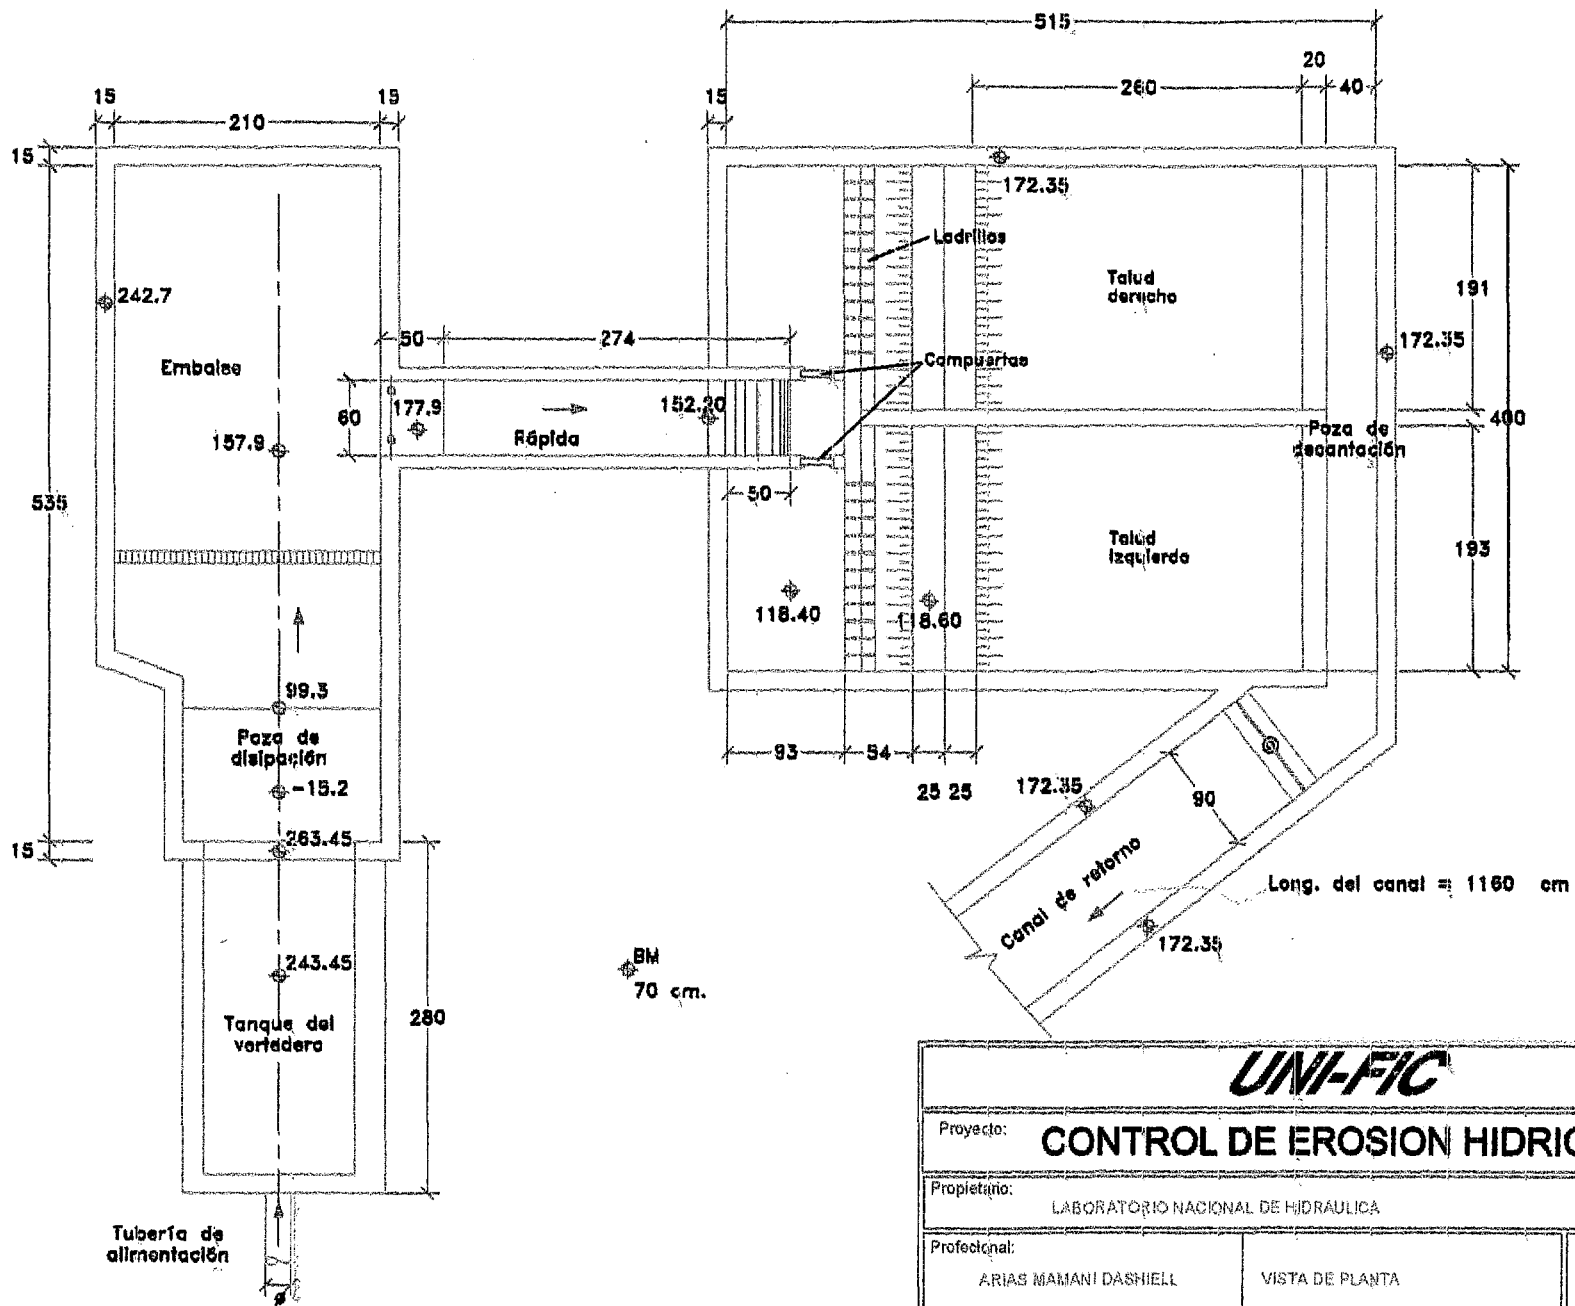 515
20
260
40
15
210
15
15
15
172.35
Ladrillos
Talud
derecho
191
242.7
50
274
172.35
Embalse
Compuertas
60
177.9
152.20
400
157.9
Rápida
Poza de
decantación
50
535
Talud
Izquierdo
193
118.40
118.60
99.3
Poza de
disipación
93
54
-15.2
25 25
172.35
90
263.45
15
Canal de retorno
Long. del canal = 1160 cm
172.35
243.45
BM
70 cm.
280
Tanque del
vertedero
UNI-FIC
Proyecto:
CONTROL DE EROSION HIDRIC
Propietario:
LABORATORIO NACIONAL DE HIDRAULICA
Tubería de
alimentación
Profecional:
ARIAS MAMANI DASHIELL
VISTA DE PLANTA
ø